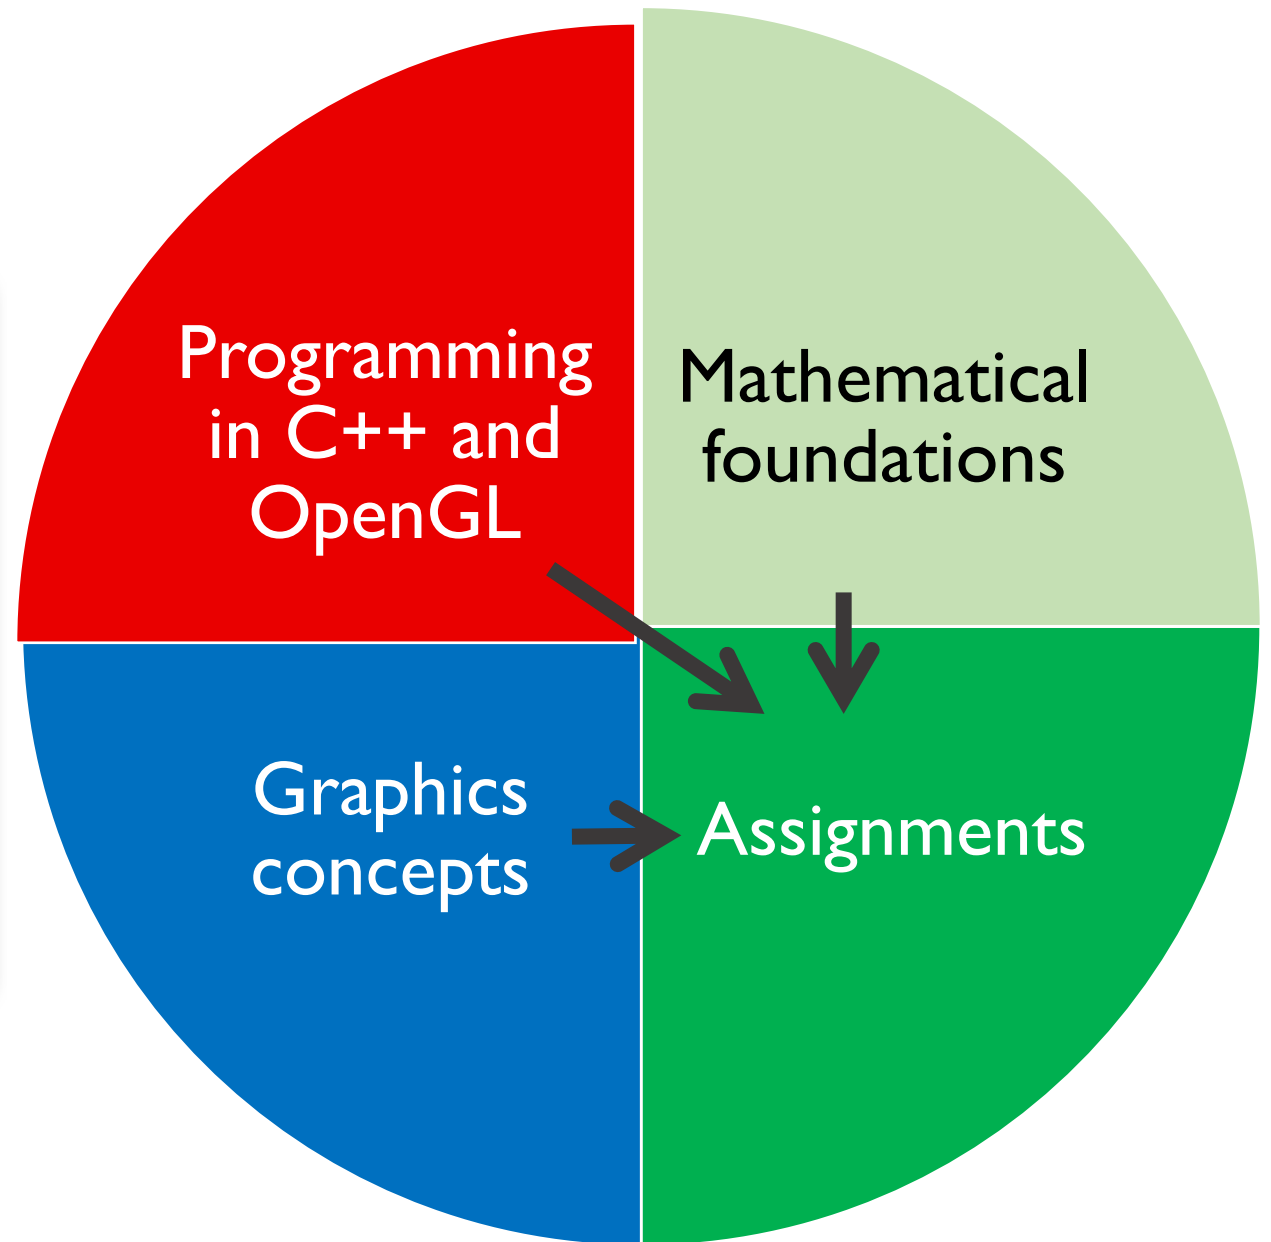 Programming
in C++ and
OpenGL
Mathematical
foundations
Graphics
concepts
Assignments